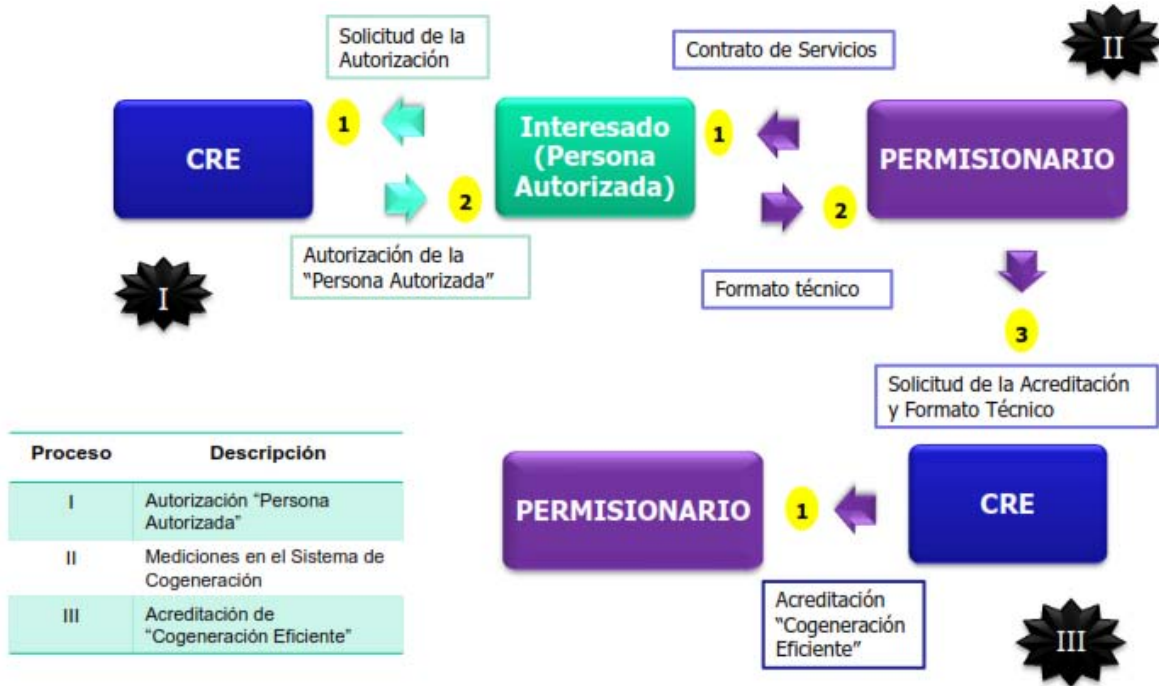 Solicitud de la
Autorización
Contrato de Servicios
II
CRE
1
Interesado
(Persona
Autorizada)
1
PERMISIONARIO
2
2
Autorización de la
"Persona Autorizada"
Formato técnico
I
3
Solicitud de la Acreditación
y Formato Técnico
Proceso Descripción
I Autorización "Persona
Autorizada"
II Mediciones en el Sistema de
Cogeneración
III Acreditación de
"Cogeneración Eficiente"
PERMISIONARIO
1
CRE
Acreditación
"Cogeneración
Eficiente"
III